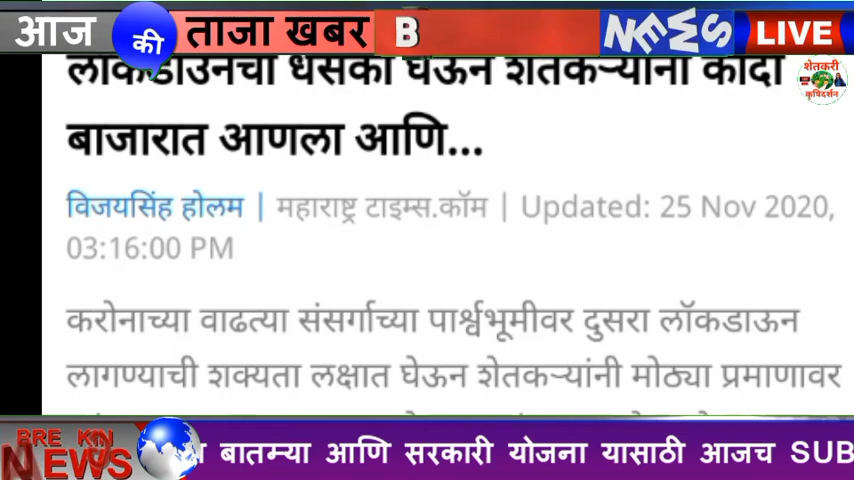 आज की ताजा खबर B NEWS LIVE
लॉकडाउनचा धसका घेऊन शेतकऱ्यांनी कांदा
शेतकरी
कृषिदर्शन
बाजारात आणला आणि...
विजयसिंह होलम | महाराष्ट्र टाइम्स.कॉम | Updated: 25 Nov 2020,
03:16:00 PM
करोनाच्या वाढत्या संसर्गाच्या पार्श्वभूमीवर दुसरा लॉकडाऊन
लागण्याची शक्यता लक्षात घेऊन शेतकऱ्यांनी मोठ्या प्रमाणावर
NEWS बातम्या आणि सरकारी योजना यासाठी आजच SUB